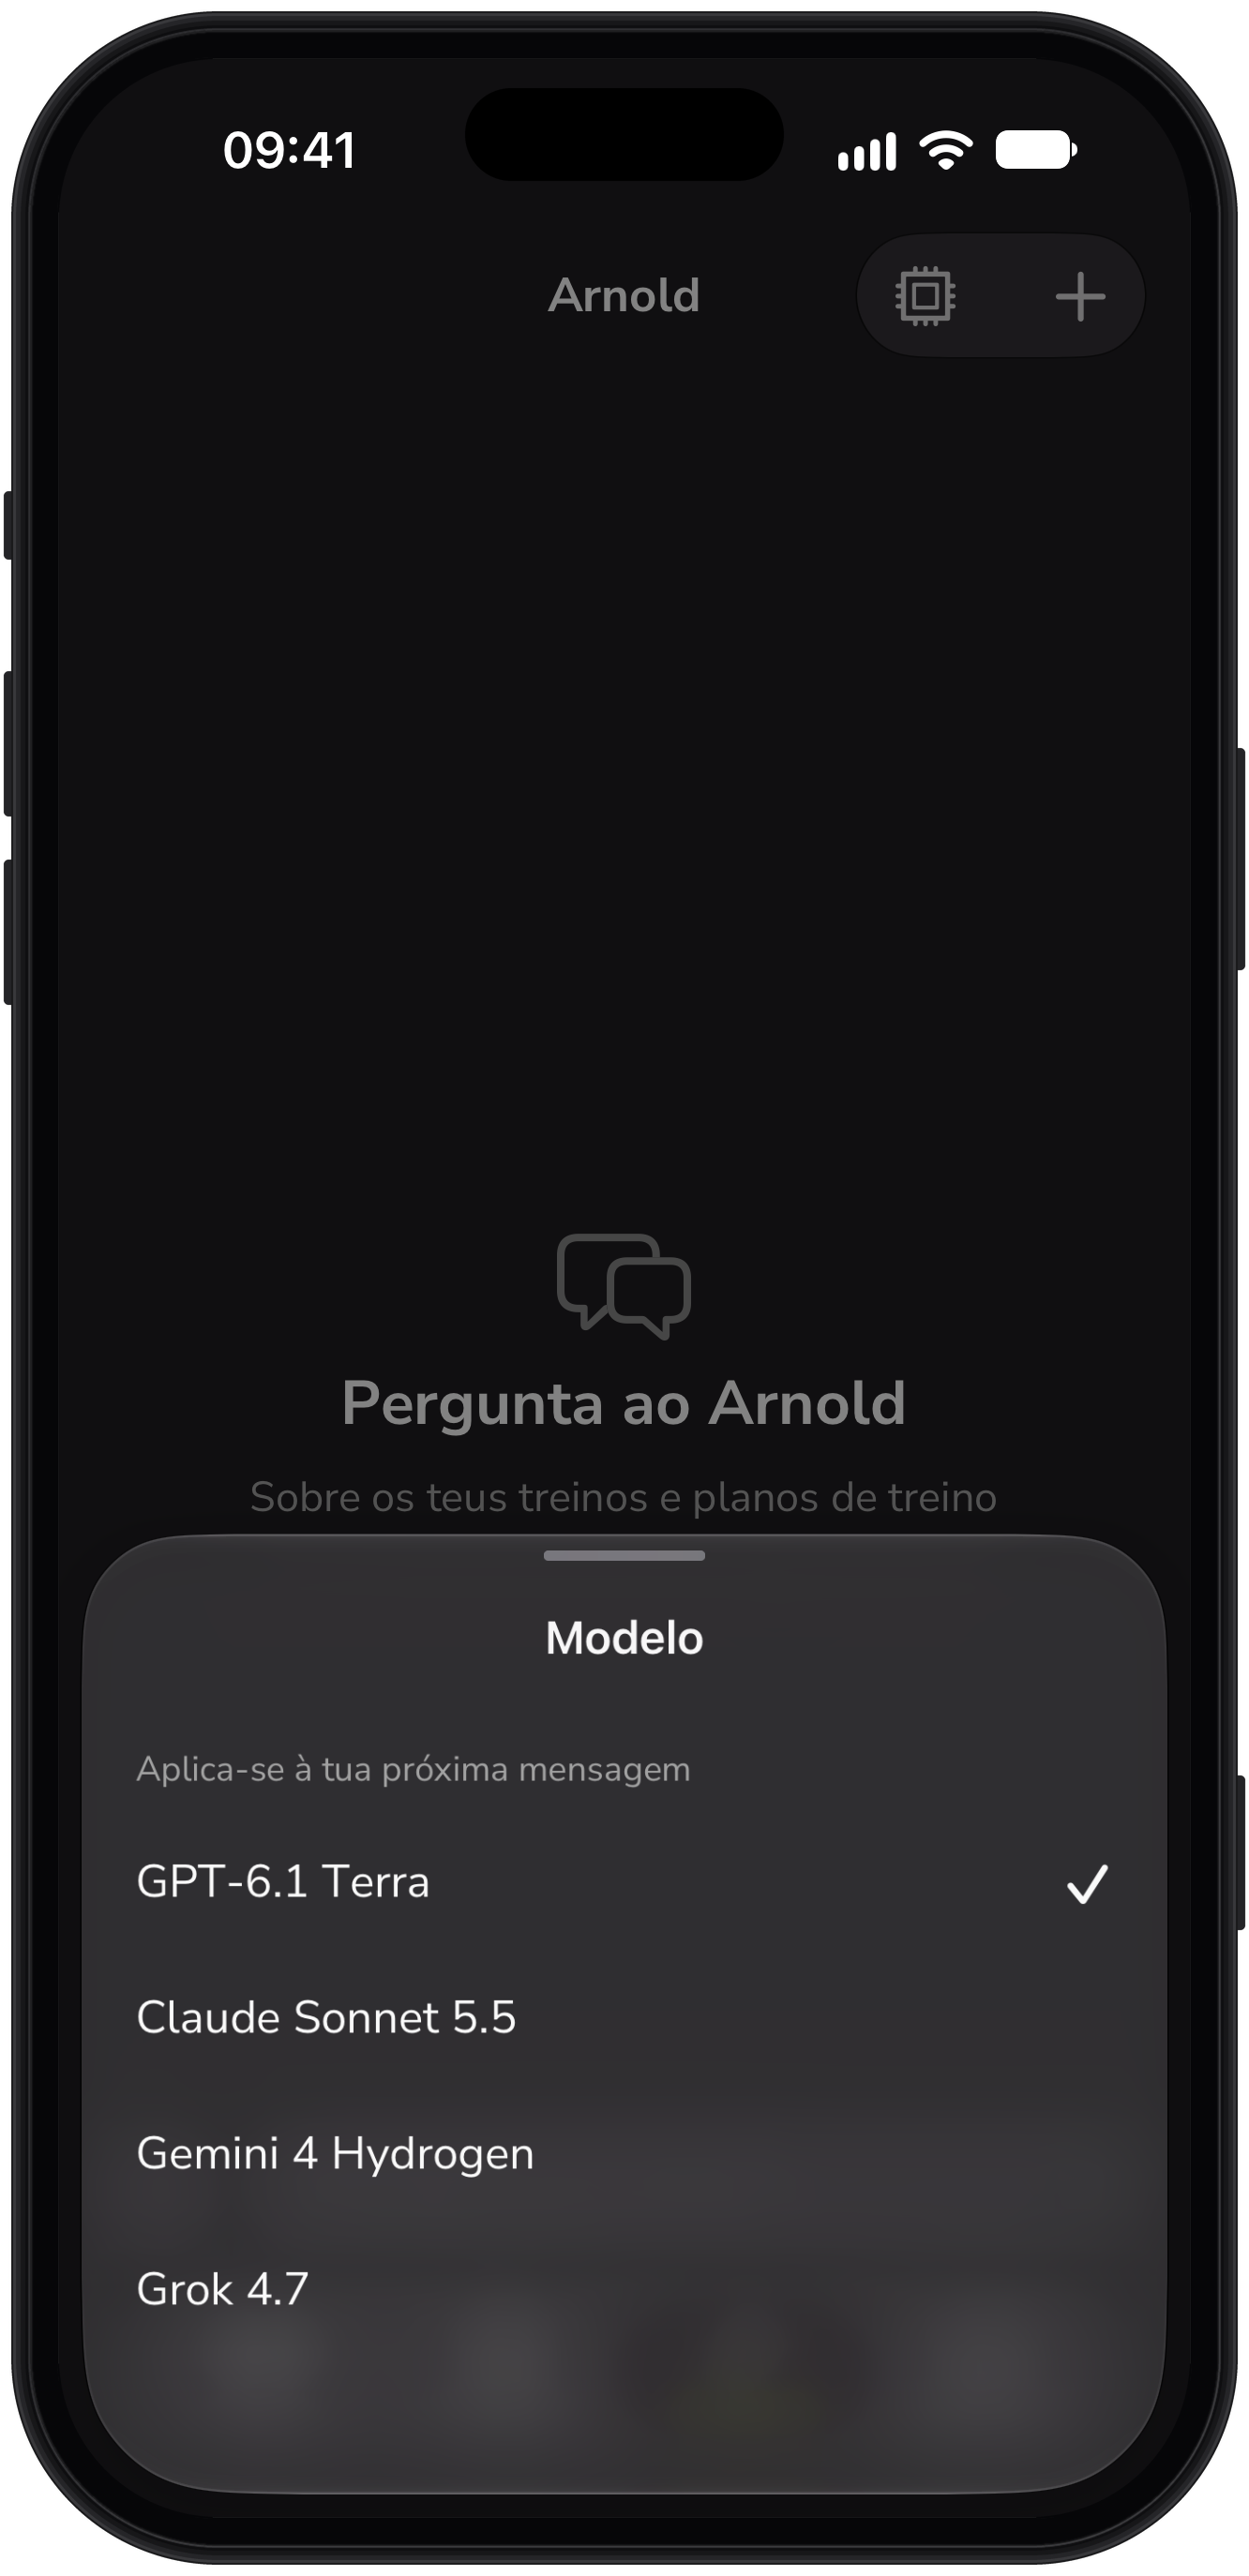 09:41
Arnold
Pergunta ao Arnold
Sobre os teus treinos e planos de treino
Modelo
Aplica-se à tua próxima mensagem
GPT-6.1 Terra
Claude Sonnet 5.5
Gemini 4 Hydrogen
Grok 4.7